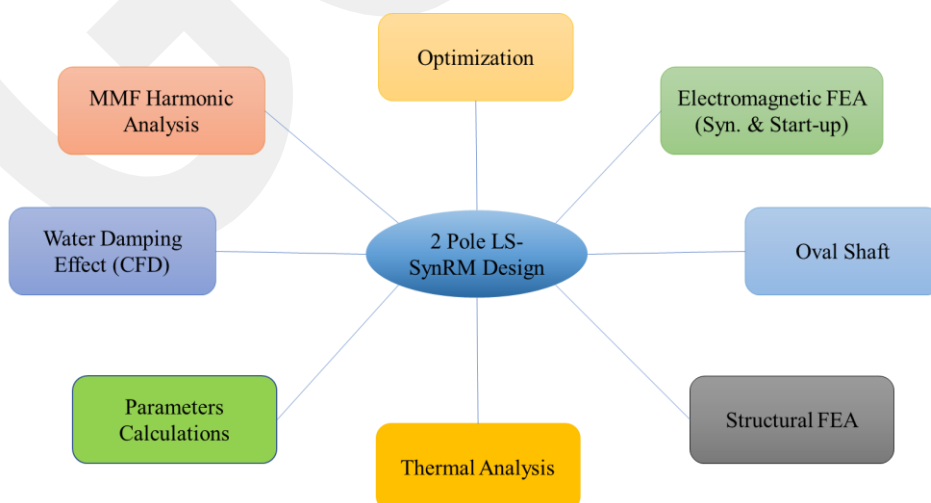 Optimization
MMF Harmonic
Analysis
Electromagnetic FEA
(Syn. & Start-up)
Water Damping
Effect (CFD)
2 Pole LS-
SynRM Design
Oval Shaft
Parameters
Calculations
Structural FEA
Thermal Analysis